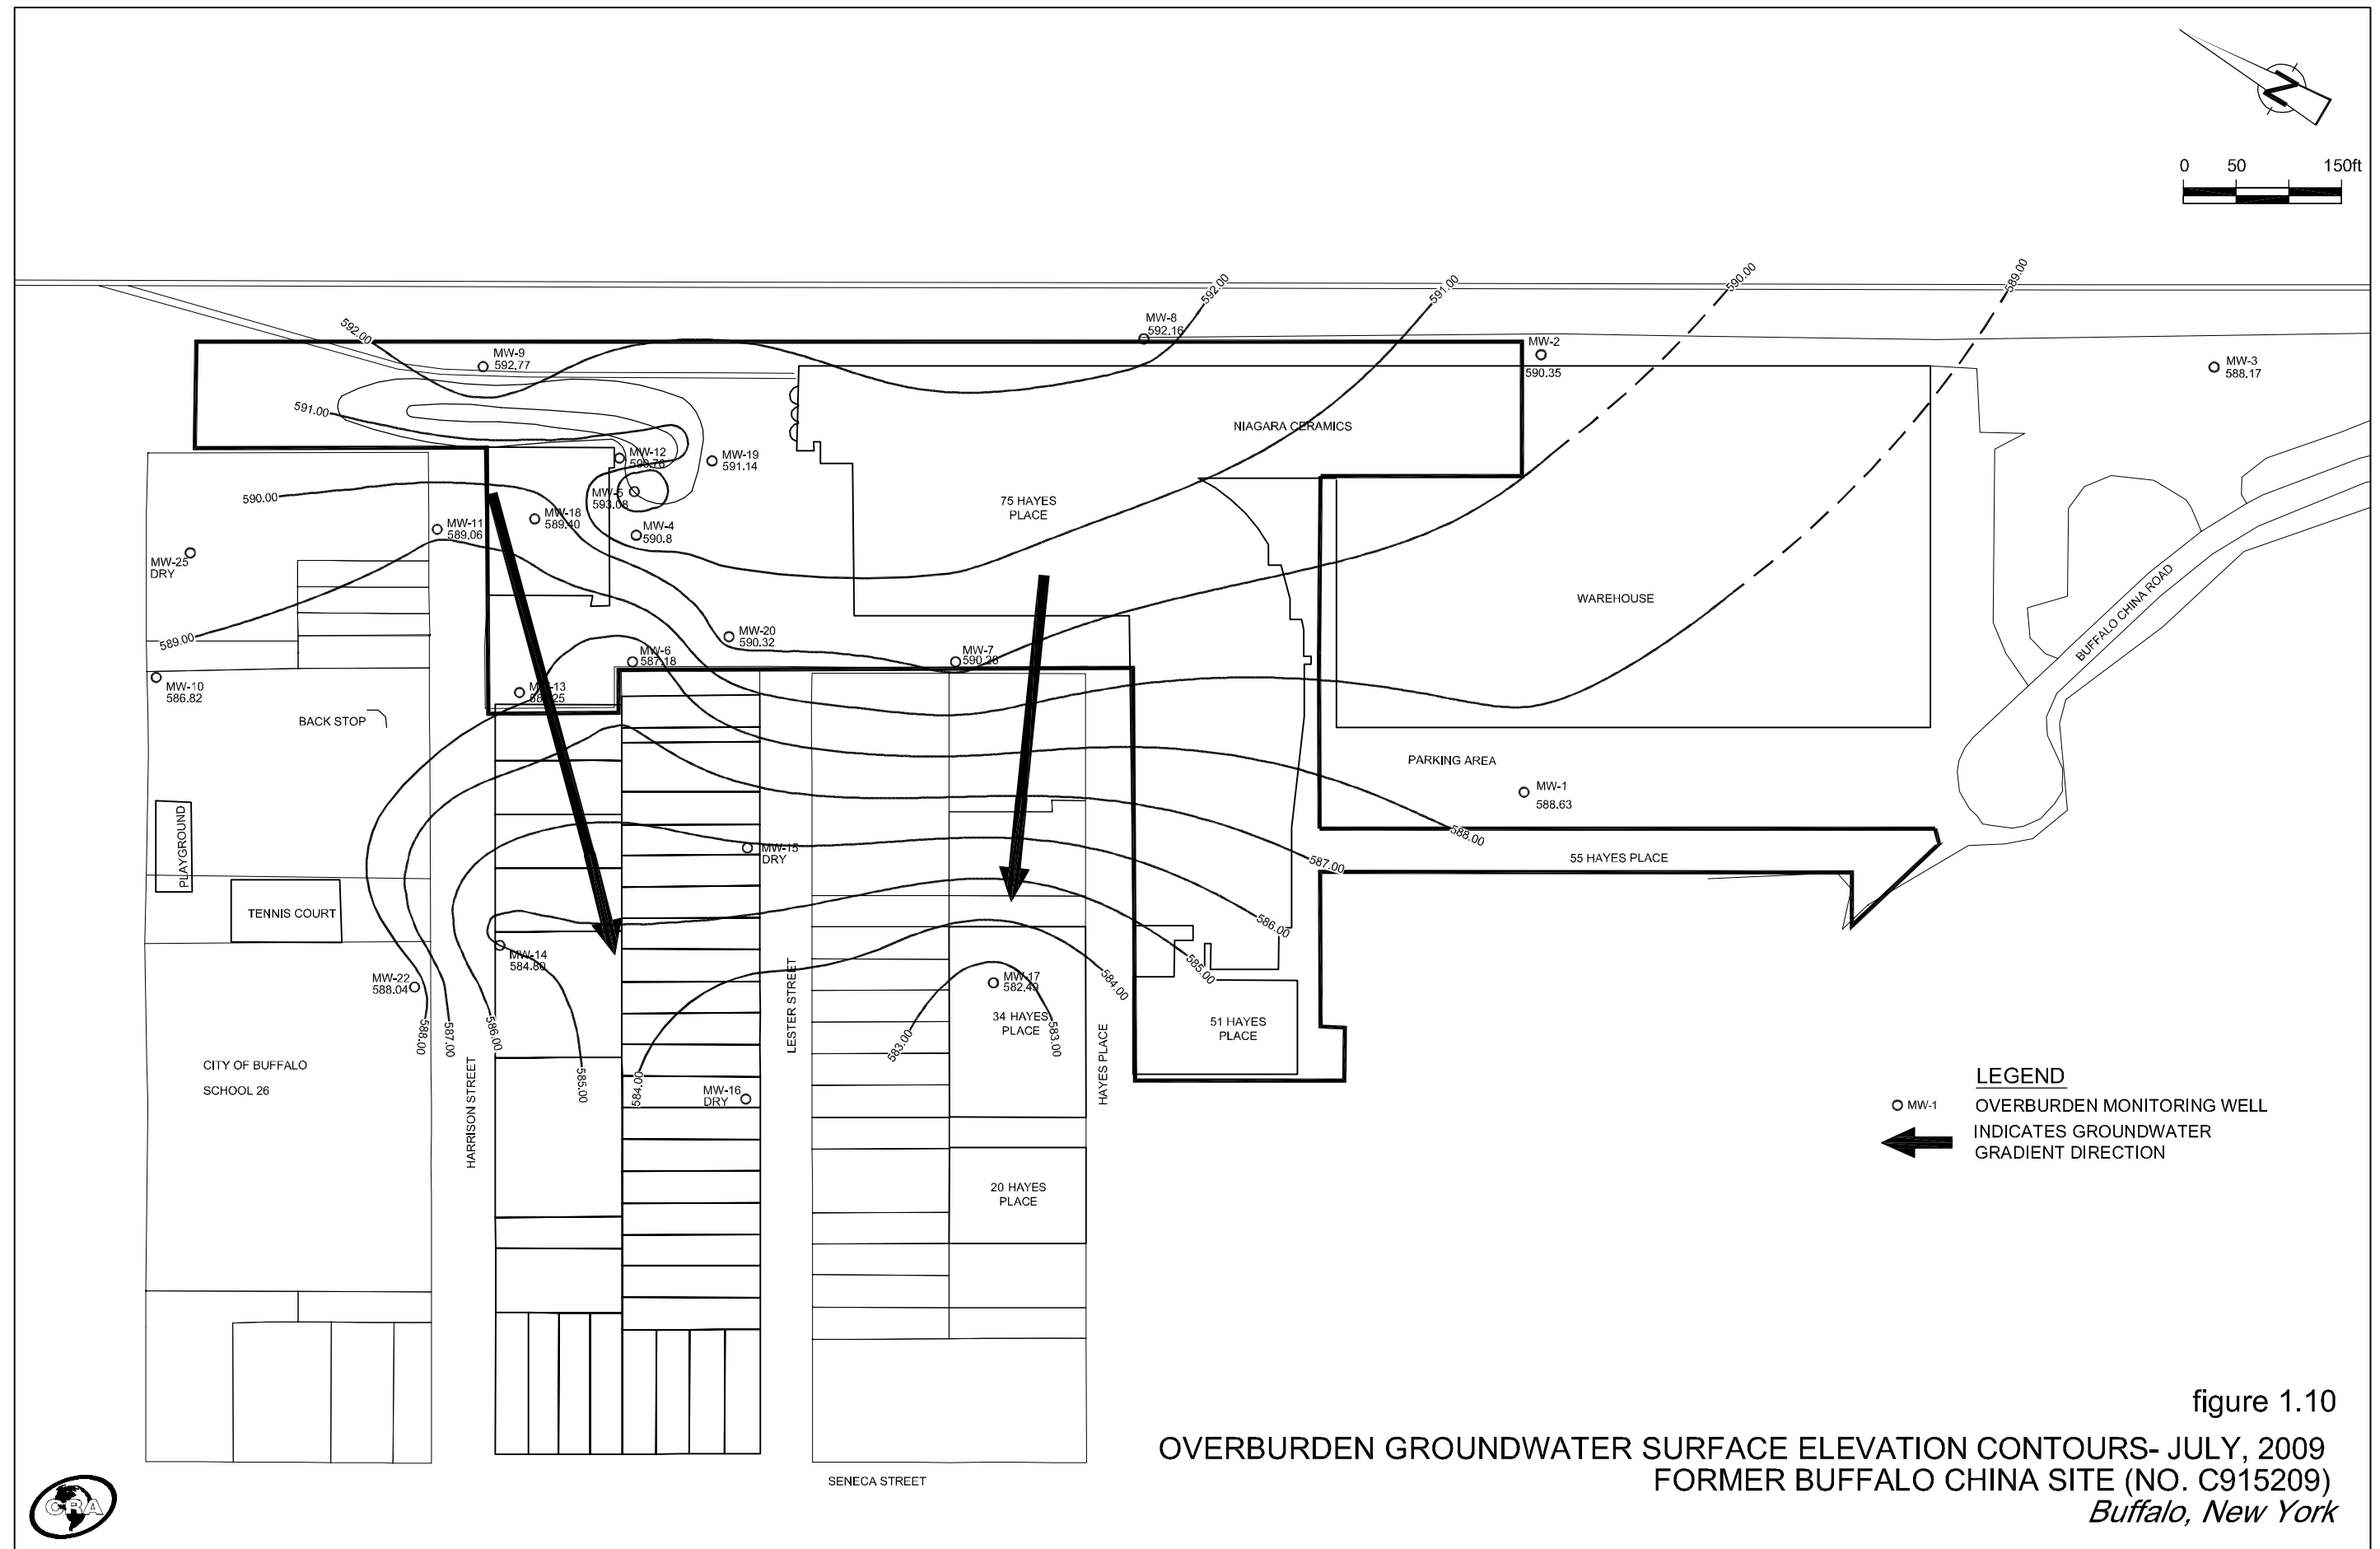 N
0 50 150ft
592.00
591.00
590.00
589.00
592.00
MW-8
592.16
MW-9
592.77
MW-2
590.35
MW-3
588.17
591.00
NIAGARA CERAMICS
MW-12
590.76
MW-19
591.14
590.00
MW-5
593.08
75 HAYES
PLACE
MW-18
589.40
MW-11
589.06
MW-4
590.8
MW-25
DRY
WAREHOUSE
BUFFALO CHINA ROAD
589.00
MW-20
590.32
MW-6
587.18
MW-7
590.28
MW-10
586.82
BACK STOP
PARKING AREA
MW-1
588.63
PLAYGROUND
588.00
MW-15
DRY
587.00
55 HAYES PLACE
TENNIS COURT
586.00
MW-14
584.80
585.00
MW-22
588.04
MW-17
582.49
584.00
588.00
587.00
586.00
585.00
584.00
583.00
583.00
34 HAYES
PLACE
51 HAYES
PLACE
LESTER STREET
HAYES PLACE
HARRISON STREET
CITY OF BUFFALO
SCHOOL 26
MW-16
DRY
20 HAYES
PLACE
LEGEND
MW-1 OVERBURDEN MONITORING WELL
INDICATES GROUNDWATER
GRADIENT DIRECTION
SENECA STREET
figure 1.10
OVERBURDEN GROUNDWATER SURFACE ELEVATION CONTOURS- JULY, 2009
FORMER BUFFALO CHINA SITE (NO. C915209)
Buffalo, New York
CRA